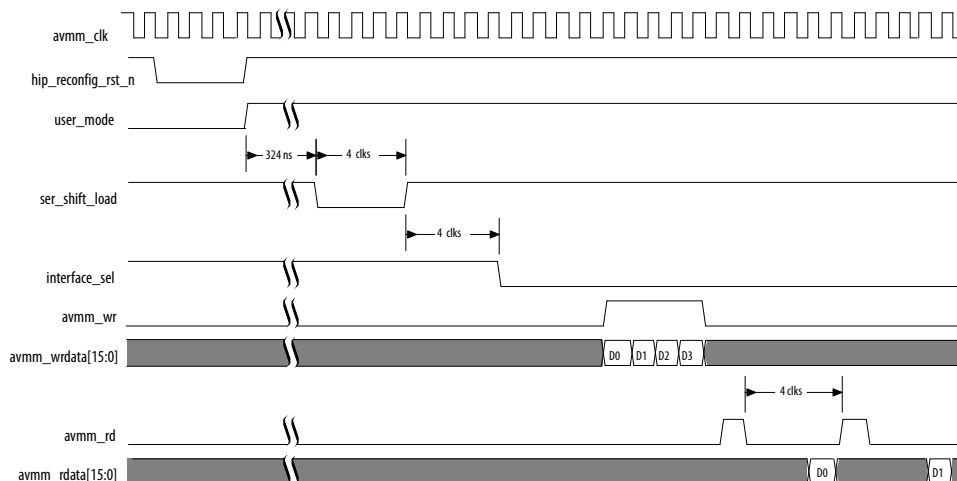 avmm_clk
hip_reconfig_rst_n
user_mode
324 ns
4 clks
ser_shift_load
4 clks
interface_sel
avmm_wr
avmm_wrdata[15:0]
D0 D1 D2 D3
4 clks
avmm_rd
avmm_rdata[15:0]
D0 D1